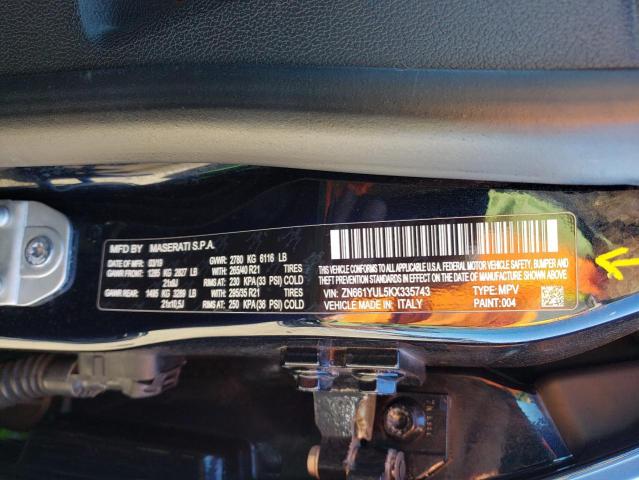 MFD BY MASERATI S.P.A.
DATE OF MFD: 03/19 GVWR: 2780 KG 6116 LB
GAWR FRONT: 1285 KG 2827 LB WITH: 265/40 R21 TIRES
21x9J RIMS AT: 230 KPA(33 PSI) COLD
GAWR REAR: 1495 KG 3289 LB WITH: 295/35 R21 TIRES
21x10,5J RIMS AT: 250 KPA(36 PSI) COLD
THIS VEHICLE CONFORMS TO ALL APPLICABLE U.S.A. FEDERAL MOTOR VEHICLE SAFETY, BUMPER AND
THEFT PREVENTION STANDARDS IN EFFECT ON THE DATE OF MANUFACTURE SHOWN ABOVE
VIN: ZN661YUL5KX335743 TYPE: MPV
VEHICLE MADE IN: ITALY PAINT: 004